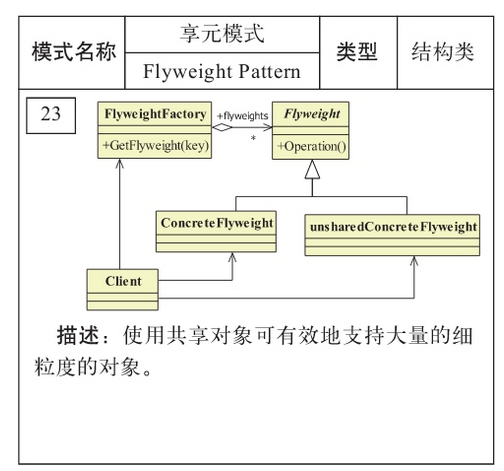 模式名称
享元模式
Flyweight Pattern
类型
结构类
23
FlyweightFactory
+GetFlyweight(key)
+flyweights
*
Flyweight
+Operation()
ConcreteFlyweight
unsharedConcreteFlyweight
Client
描述：使用共享对象可有效地支持大量的细
粒度的对象。